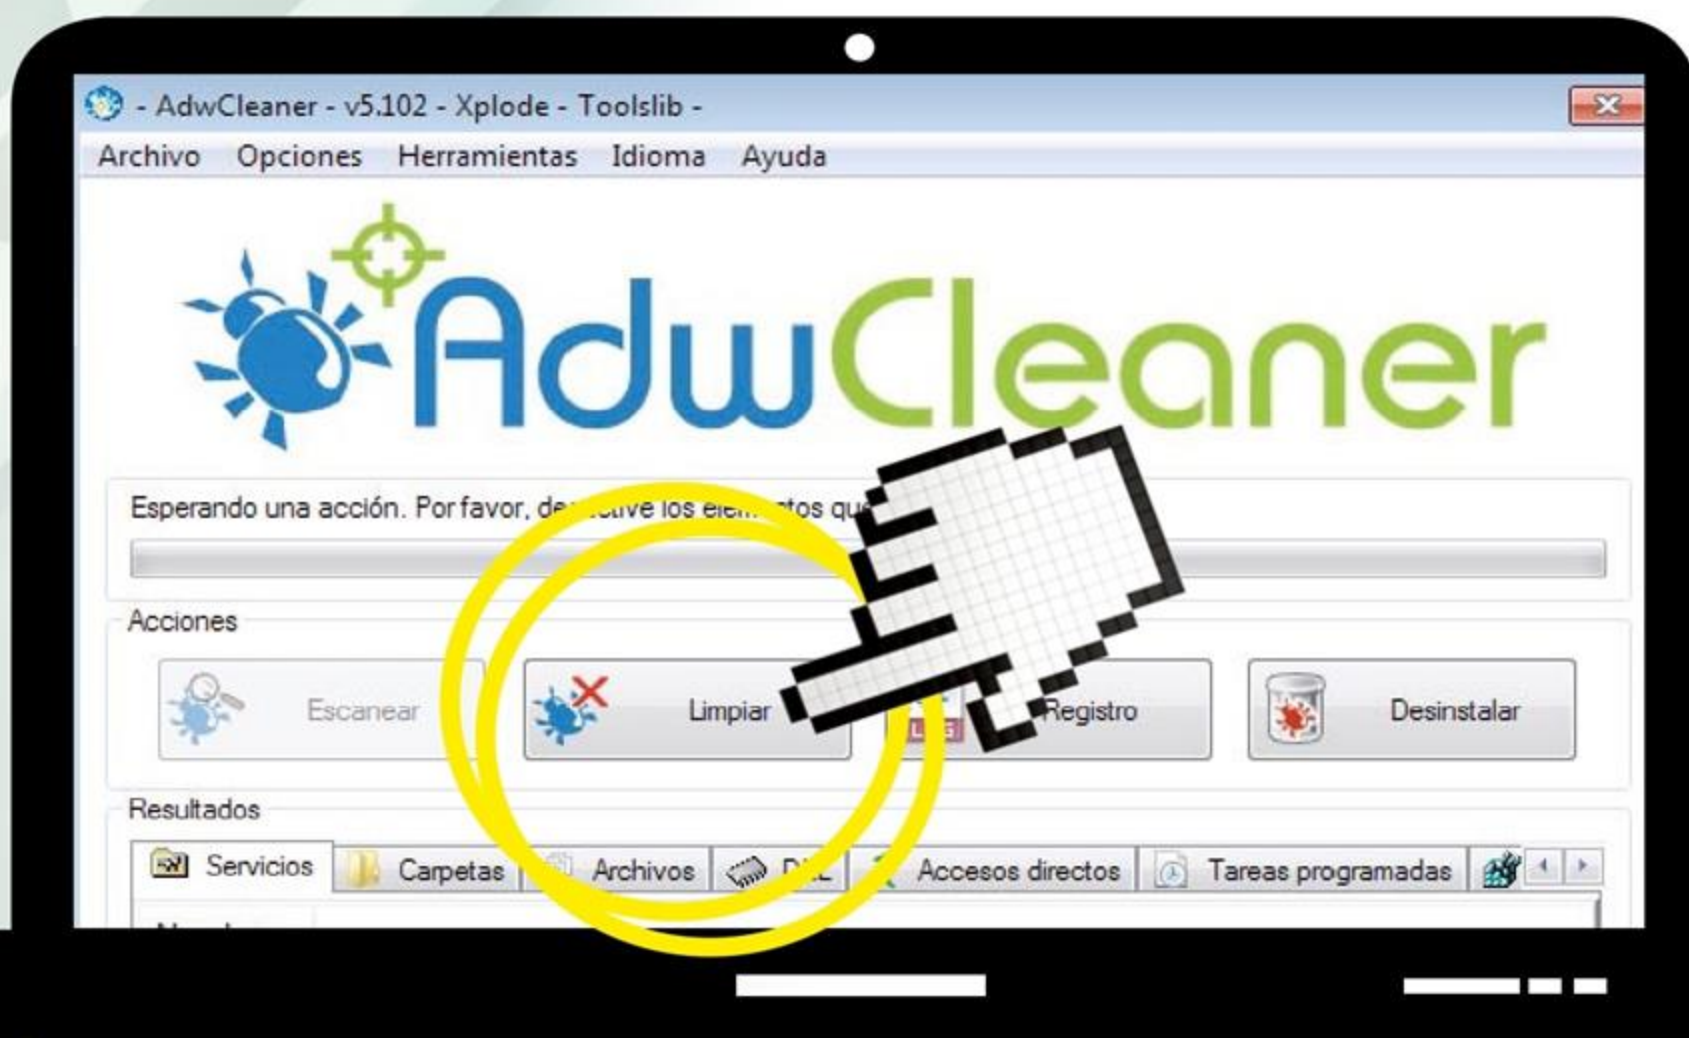 - AdwCleaner - v5.102 - Xplode - Toolslib -
Archivo Opciones Herramientas Idioma Ayuda
AdwCleaner
Esperando una acción. Por favor, los
Acciones
Escanear Limpiar Registro Desinstalar
Resultados
Servicios Carpetas Archivos Accesos directos Tareas programadas